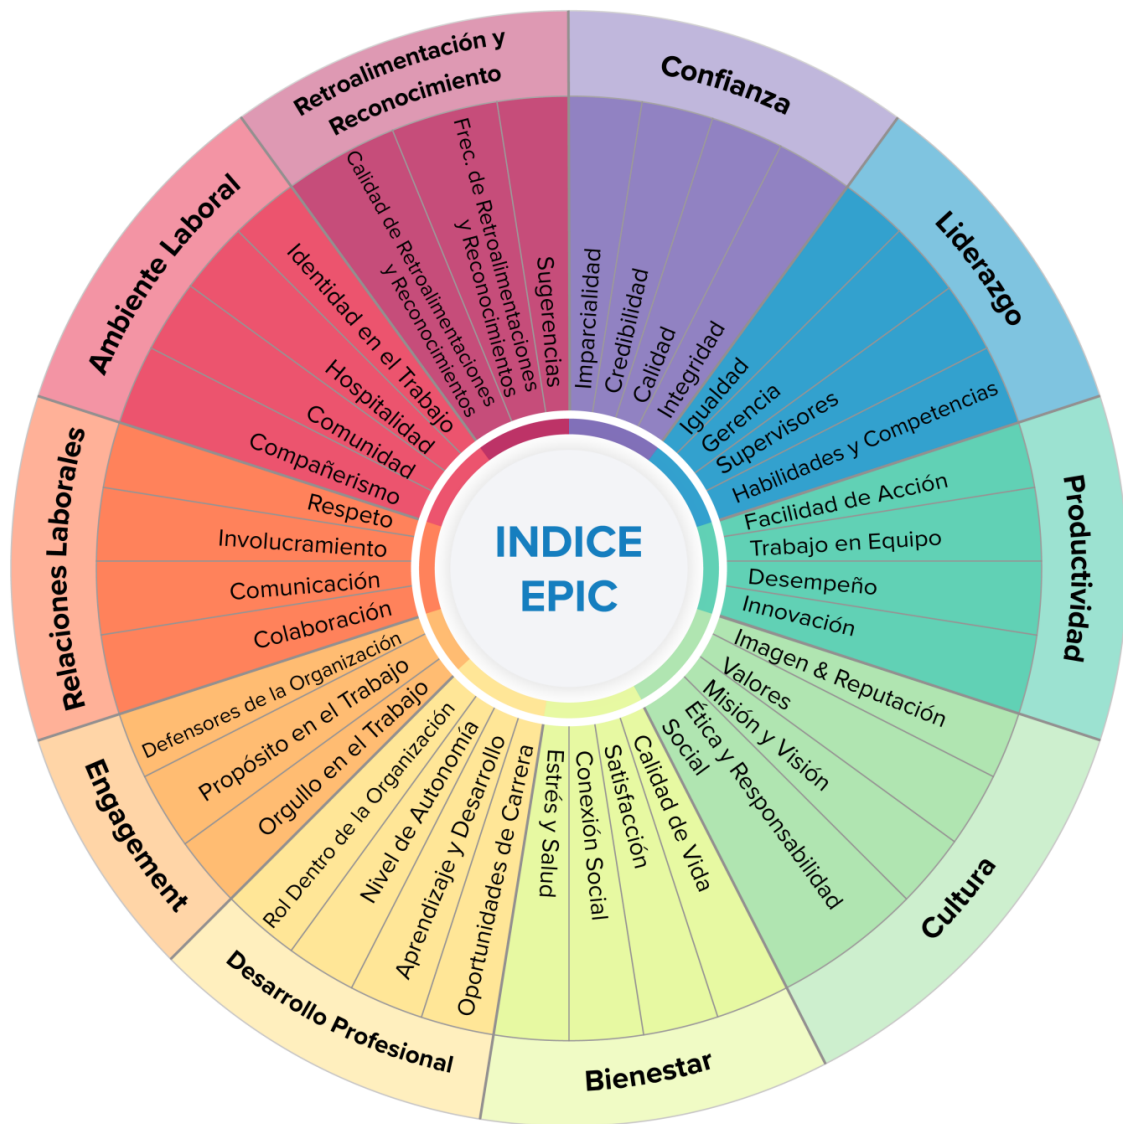 INDICE
EPIC
Confianza
Imparcialidad
Credibilidad
Calidad
Integridad
Liderazgo
Igualdad
Gerencia
Supervisores
Habilidades y Competencias
Productividad
Facilidad de Acción
Trabajo en Equipo
Desempeño
Innovación
Cultura
Imagen & Reputación
Valores
Misión y Visión
Ética y Responsabilidad
Social
Bienestar
Calidad de Vida
Satisfacción
Conexión Social
Estrés y Salud
Desarrollo Profesional
Oportunidades de Carrera
Aprendizaje y Desarrollo
Nivel de Autonomía
Rol Dentro de la Organización
Engagement
Orgullo en el Trabajo
Propósito en el Trabajo
Defensores de la Organización
Relaciones Laborales
Colaboración
Comunicación
Involucramiento
Respeto
Ambiente Laboral
Compañerismo
Comunidad
Hospitalidad
Identidad en el Trabajo
Retroalimentación y
Reconocimiento
Calidad de Retroalimentaciones
y Reconocimientos
Frec. de Retroalimentaciones
y Reconocimientos
Sugerencias